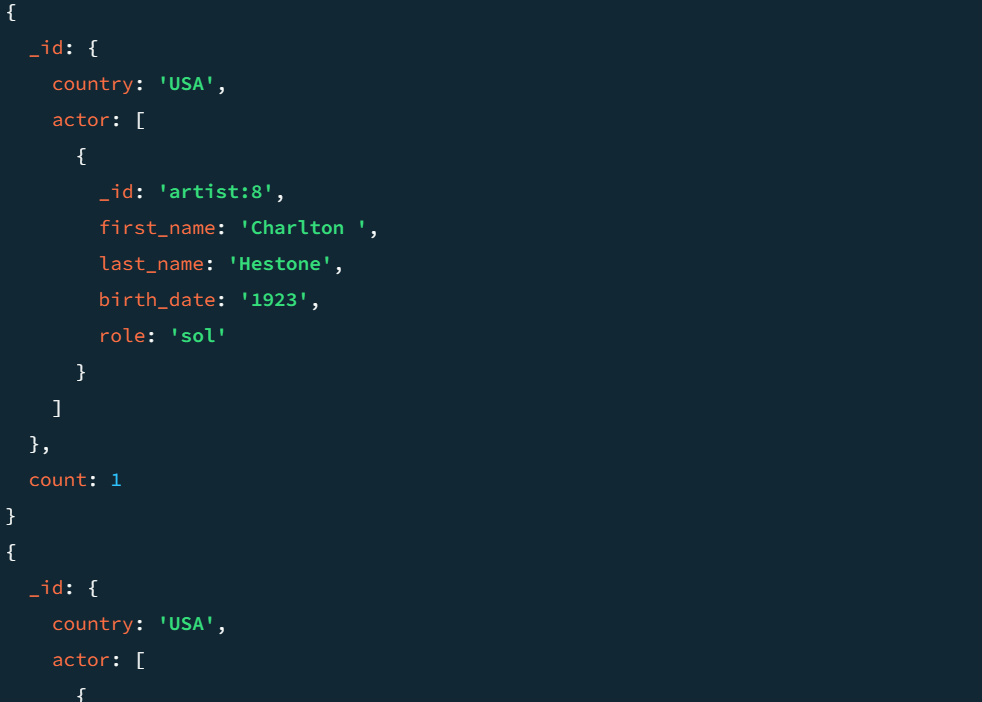 {
  _id: {
    country: 'USA',
    actor: [
      {
        _id: 'artist:8',
        first_name: 'Charlton ',
        last_name: 'Hestone',
        birth_date: '1923',
        role: 'sol'
      }
    ]
  },
  count: 1
}
{
  _id: {
    country: 'USA',
    actor: [
      {